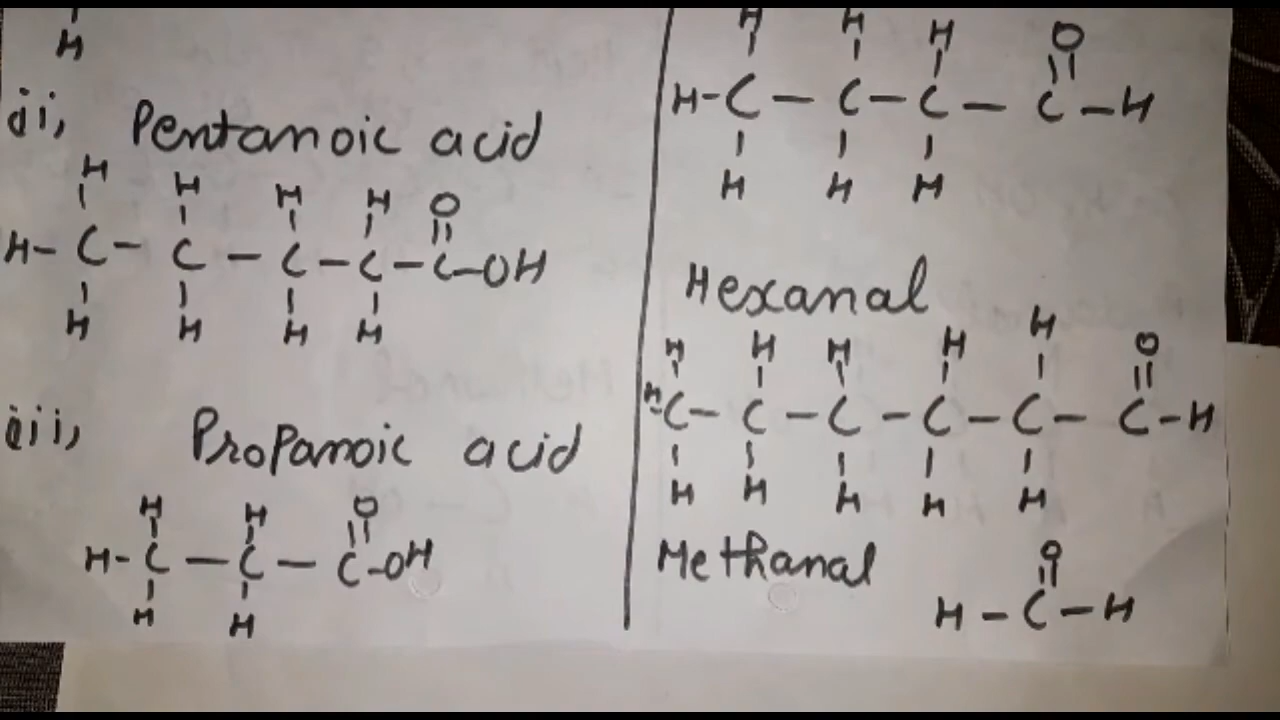 H
ii, Pentanoic acid
H H H H O
H- C - C - C - C - C-OH
H H H H
iii, Propanoic acid
H H O
H- C - C - C-OH
H H
H H H O
H- C - C - C - C -H
H H H
Hexanal
H H H H H O
H- C - C - C - C - C - C -H
H H H H H
Methanal
O
H - C - H